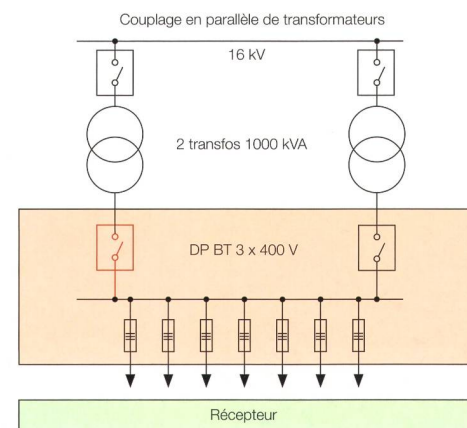 Couplage en parallèle de transformateurs
16 kV
2 transfos 1000 kVA
DP BT 3 x 400 V
Récepteur